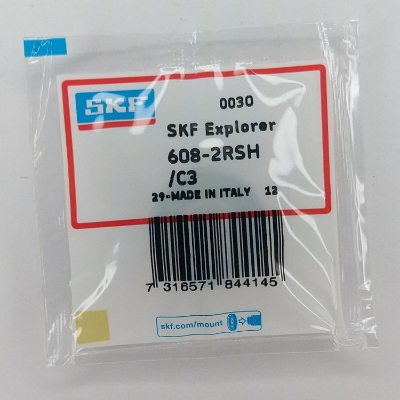 SKF
0030
SKF Explorer
608-2RSH
/C3
29-MADE IN ITALY 12
7 316571 844145
skf.com/mount